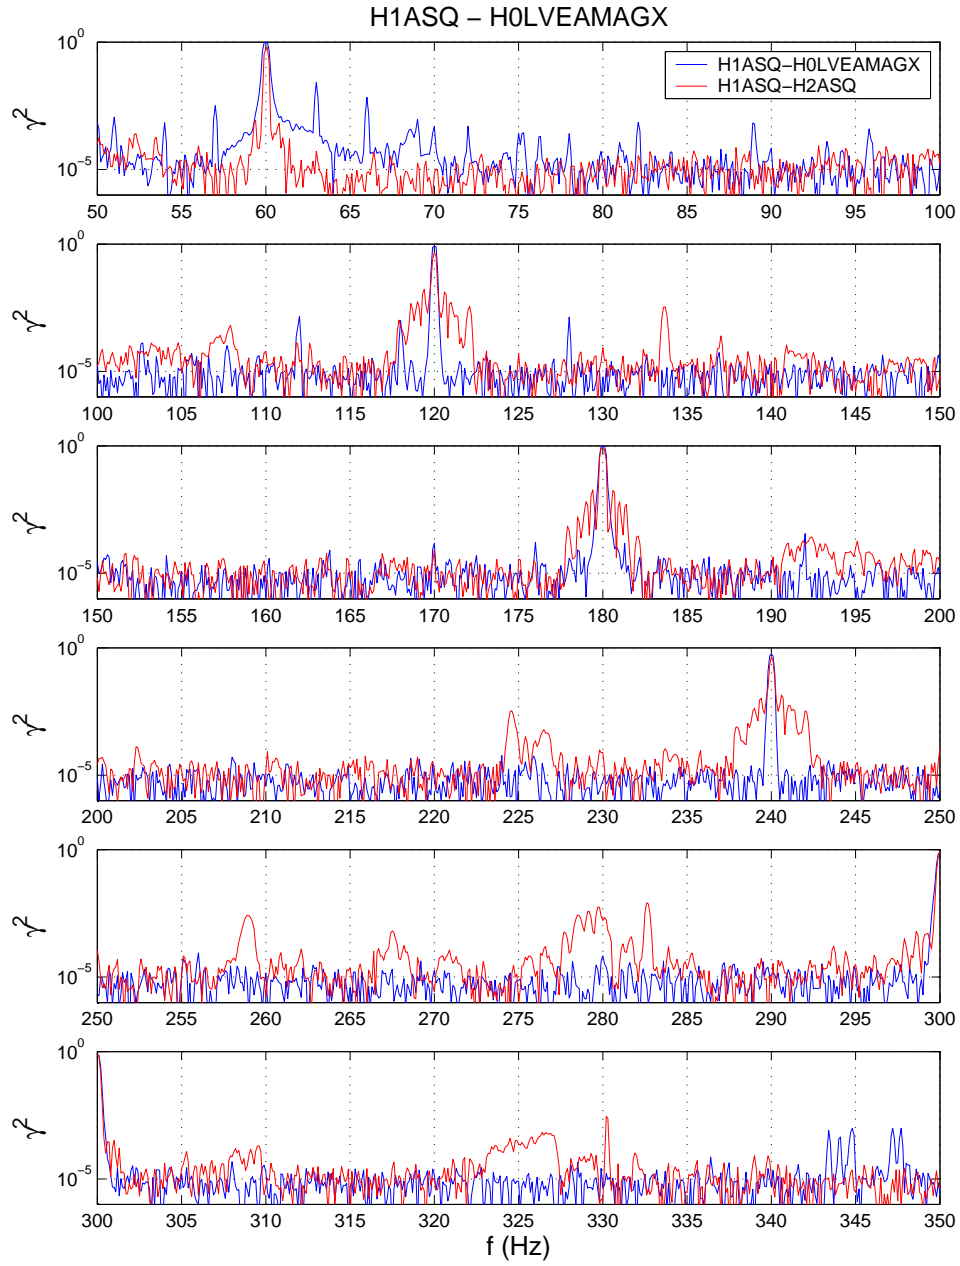 H1ASQ − H0LVEAMAGX
10^0
10^-5
γ^2
H1ASQ−H0LVEAMAGX
H1ASQ−H2ASQ
50 55 60 65 70 75 80 85 90 95 100
10^0
10^-5
γ^2
100 105 110 115 120 125 130 135 140 145 150
10^0
10^-5
γ^2
150 155 160 165 170 175 180 185 190 195 200
10^0
10^-5
γ^2
200 205 210 215 220 225 230 235 240 245 250
10^0
10^-5
γ^2
250 255 260 265 270 275 280 285 290 295 300
10^0
10^-5
γ^2
300 305 310 315 320 325 330 335 340 345 350
f (Hz)